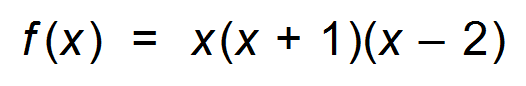 f(x) = x(x + 1)(x – 2)